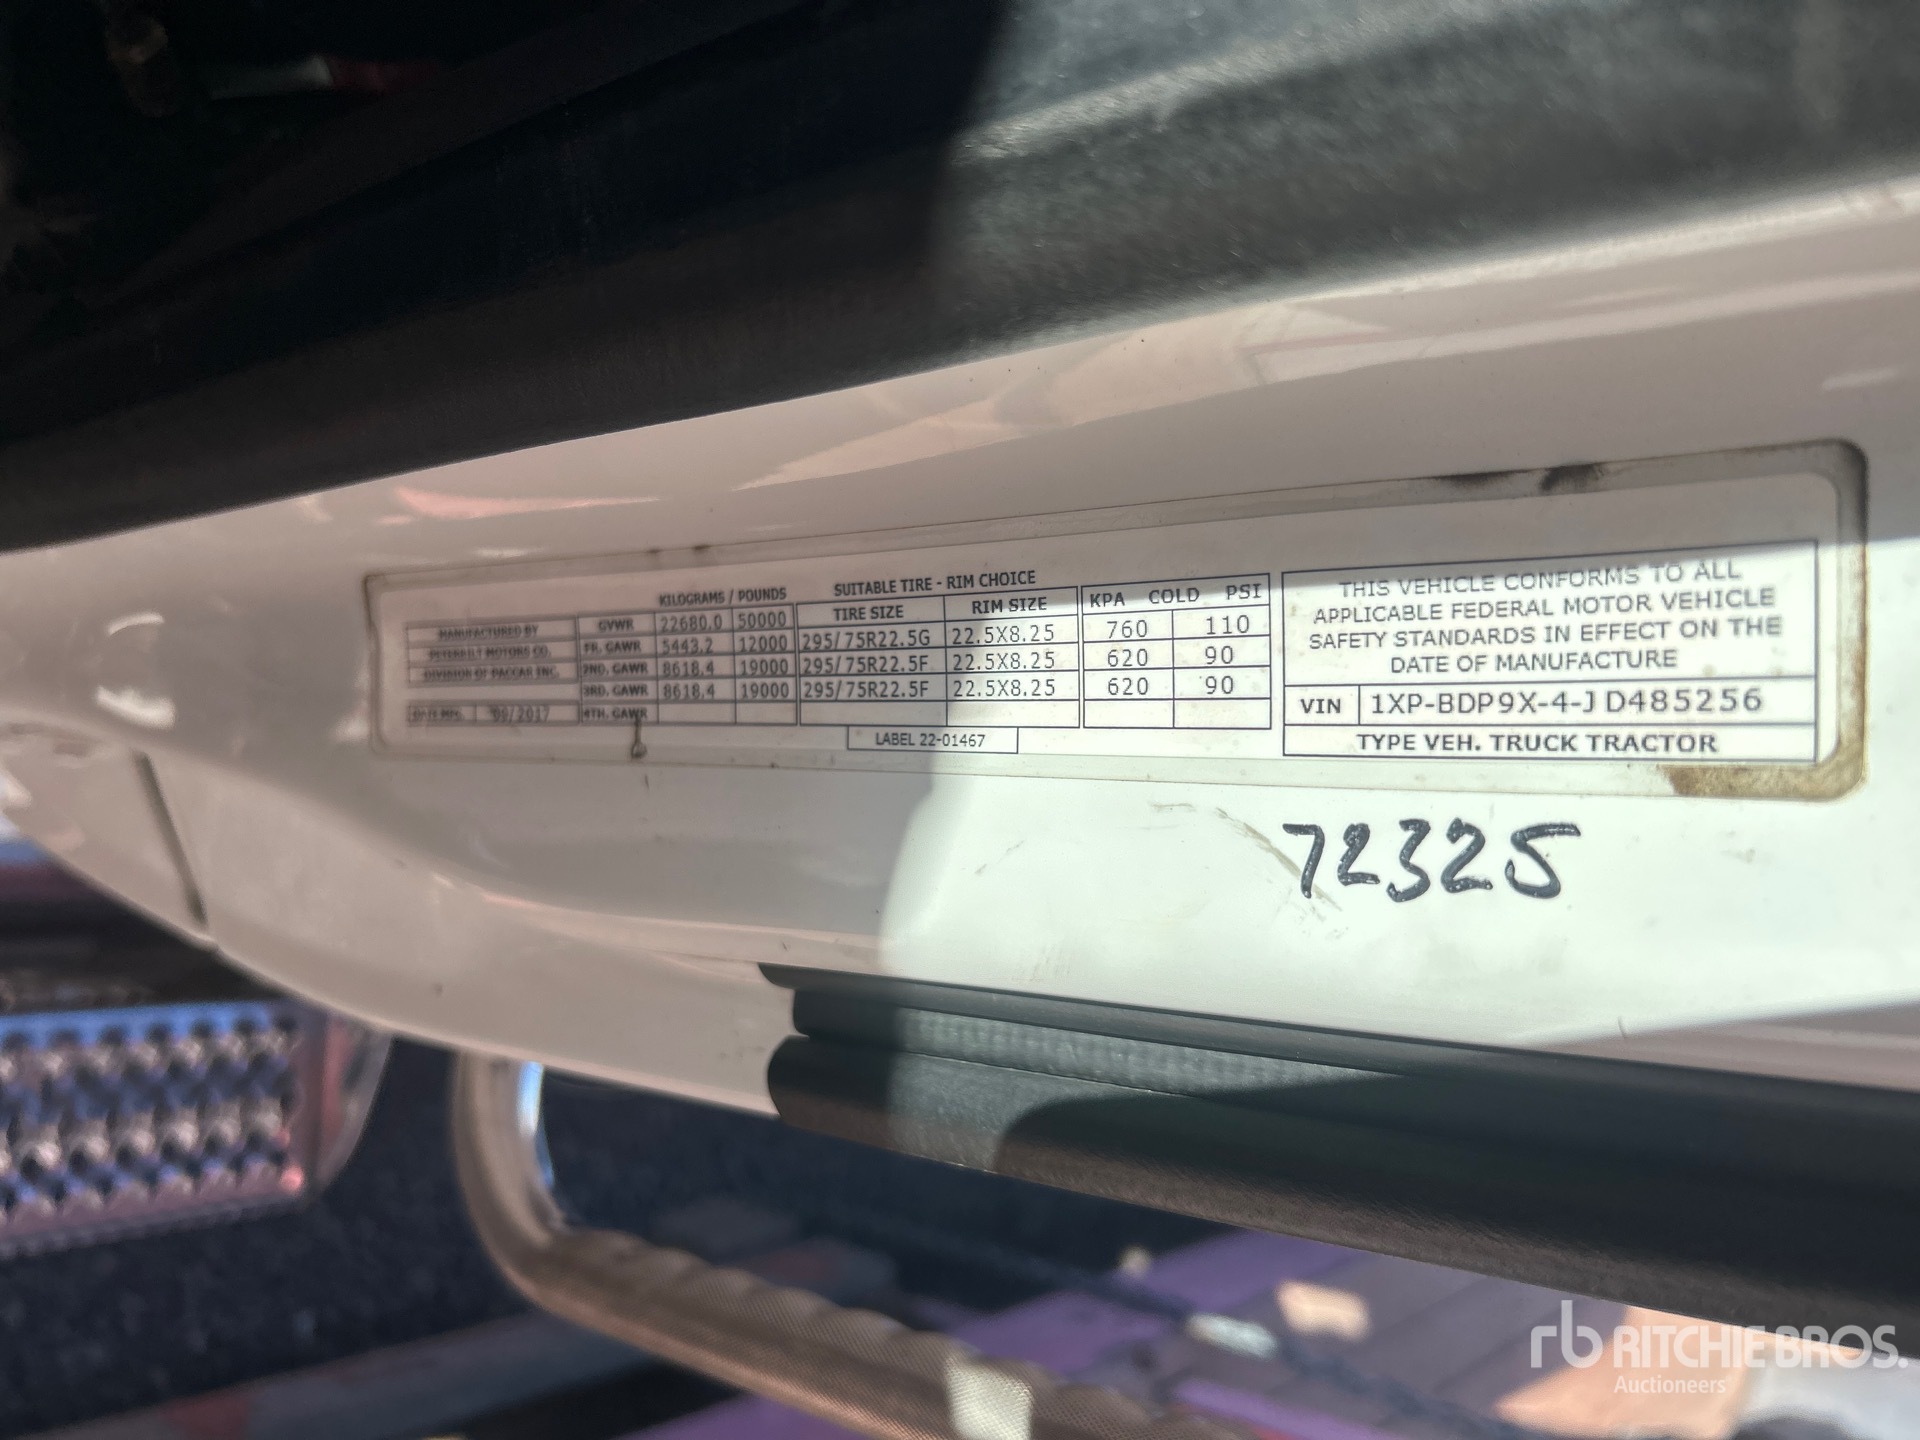 KILOGRAMS / POUNDS SUITABLE TIRE - RIM CHOICE
TIRE SIZE RIM SIZE KPA COLD PSI
MANUFACTURED BY GVWR 22680.0 50000
PETERBILT MOTORS CO. FR. GAWR 5443.2 12000 295/75R22.5G 22.5X8.25 760 110
DIVISION OF PACCAR INC. 2ND. GAWR 8618.4 19000 295/75R22.5F 22.5X8.25 620 90
3RD. GAWR 8618.4 19000 295/75R22.5F 22.5X8.25 620 90
DATE MFG. 09/2017 4TH. GAWR
LABEL 22-01467
THIS VEHICLE CONFORMS TO ALL
APPLICABLE FEDERAL MOTOR VEHICLE
SAFETY STANDARDS IN EFFECT ON THE
DATE OF MANUFACTURE
VIN 1XP-BDP9X-4-J D485256
TYPE VEH. TRUCK TRACTOR
72325
rb RITCHIE BROS.
Auctioneers